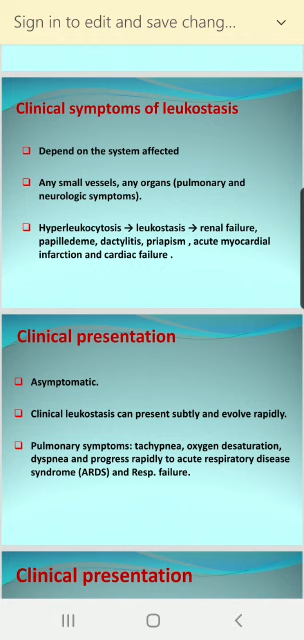 Sign in to edit and save chang...
Clinical symptoms of leukostasis
Depend on the system affected
Any small vessels, any organs (pulmonary and
neurologic symptoms).
Hyperleukocytosis → leukostasis → renal failure,
papilledeme, dactylitis, priapism , acute myocardial
infarction and cardiac failure .
Clinical presentation
Asymptomatic.
Clinical leukostasis can present subtly and evolve rapidly.
Pulmonary symptoms: tachypnea, oxygen desaturation,
dyspnea and progress rapidly to acute respiratory disease
syndrome (ARDS) and Resp. failure.
Clinical presentation